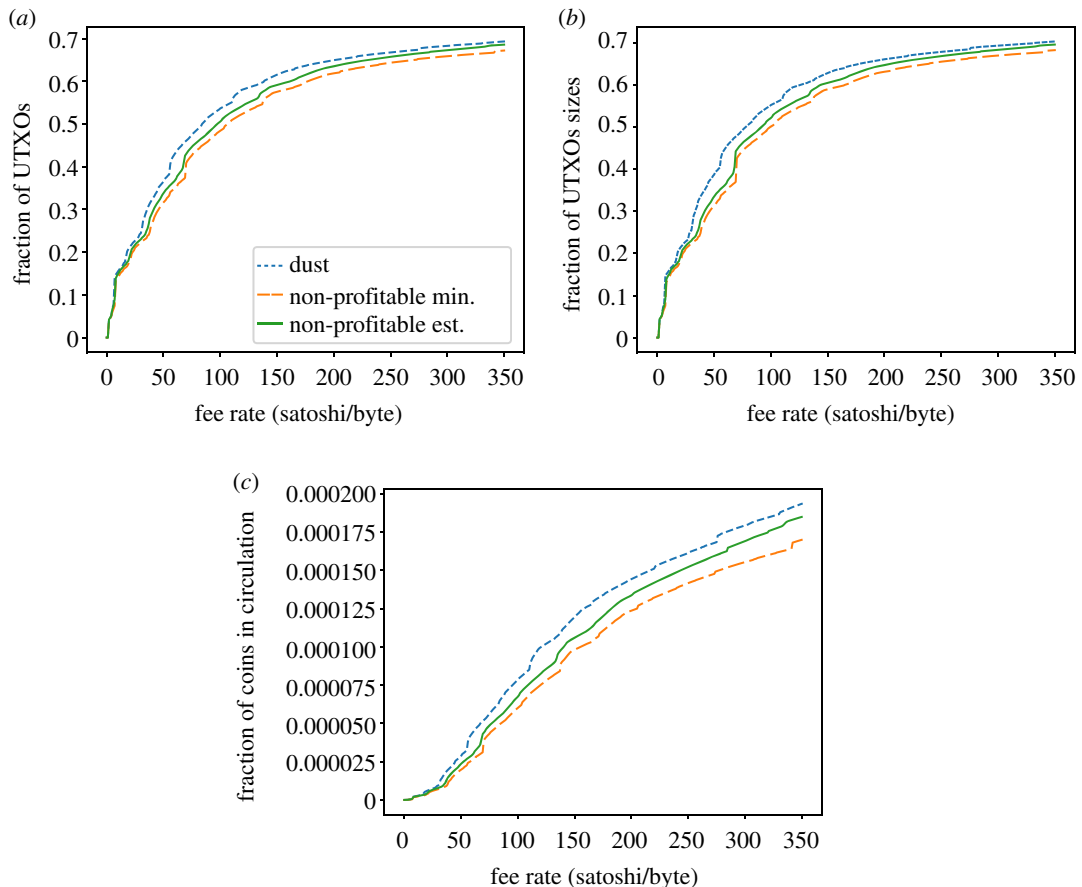 (a)
fraction of UTXOs
0.7
0.6
0.5
0.4
0.3
0.2
0.1
0
dust
non-profitable min.
non-profitable est.
0 50 100 150 200 250 300 350
fee rate (satoshi/byte)
(b)
fraction of UTXOs sizes
0.7
0.6
0.5
0.4
0.3
0.2
0.1
0
0 50 100 150 200 250 300 350
fee rate (satoshi/byte)
(c)
fraction of coins in circulation
0.000200
0.000175
0.000150
0.000125
0.000100
0.000075
0.000050
0.000025
0
0 50 100 150 200 250 300 350
fee rate (satoshi/byte)